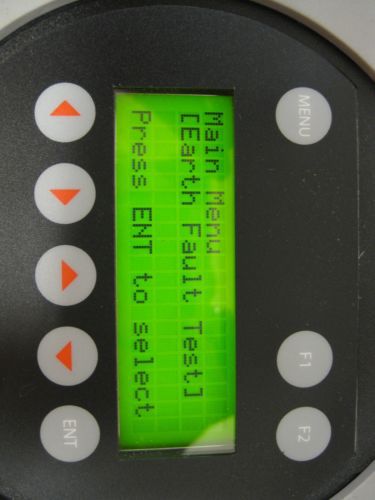 MENU
F1
F2
Main Menu
[Earth Fault Test]
Press ENT to select
ENT